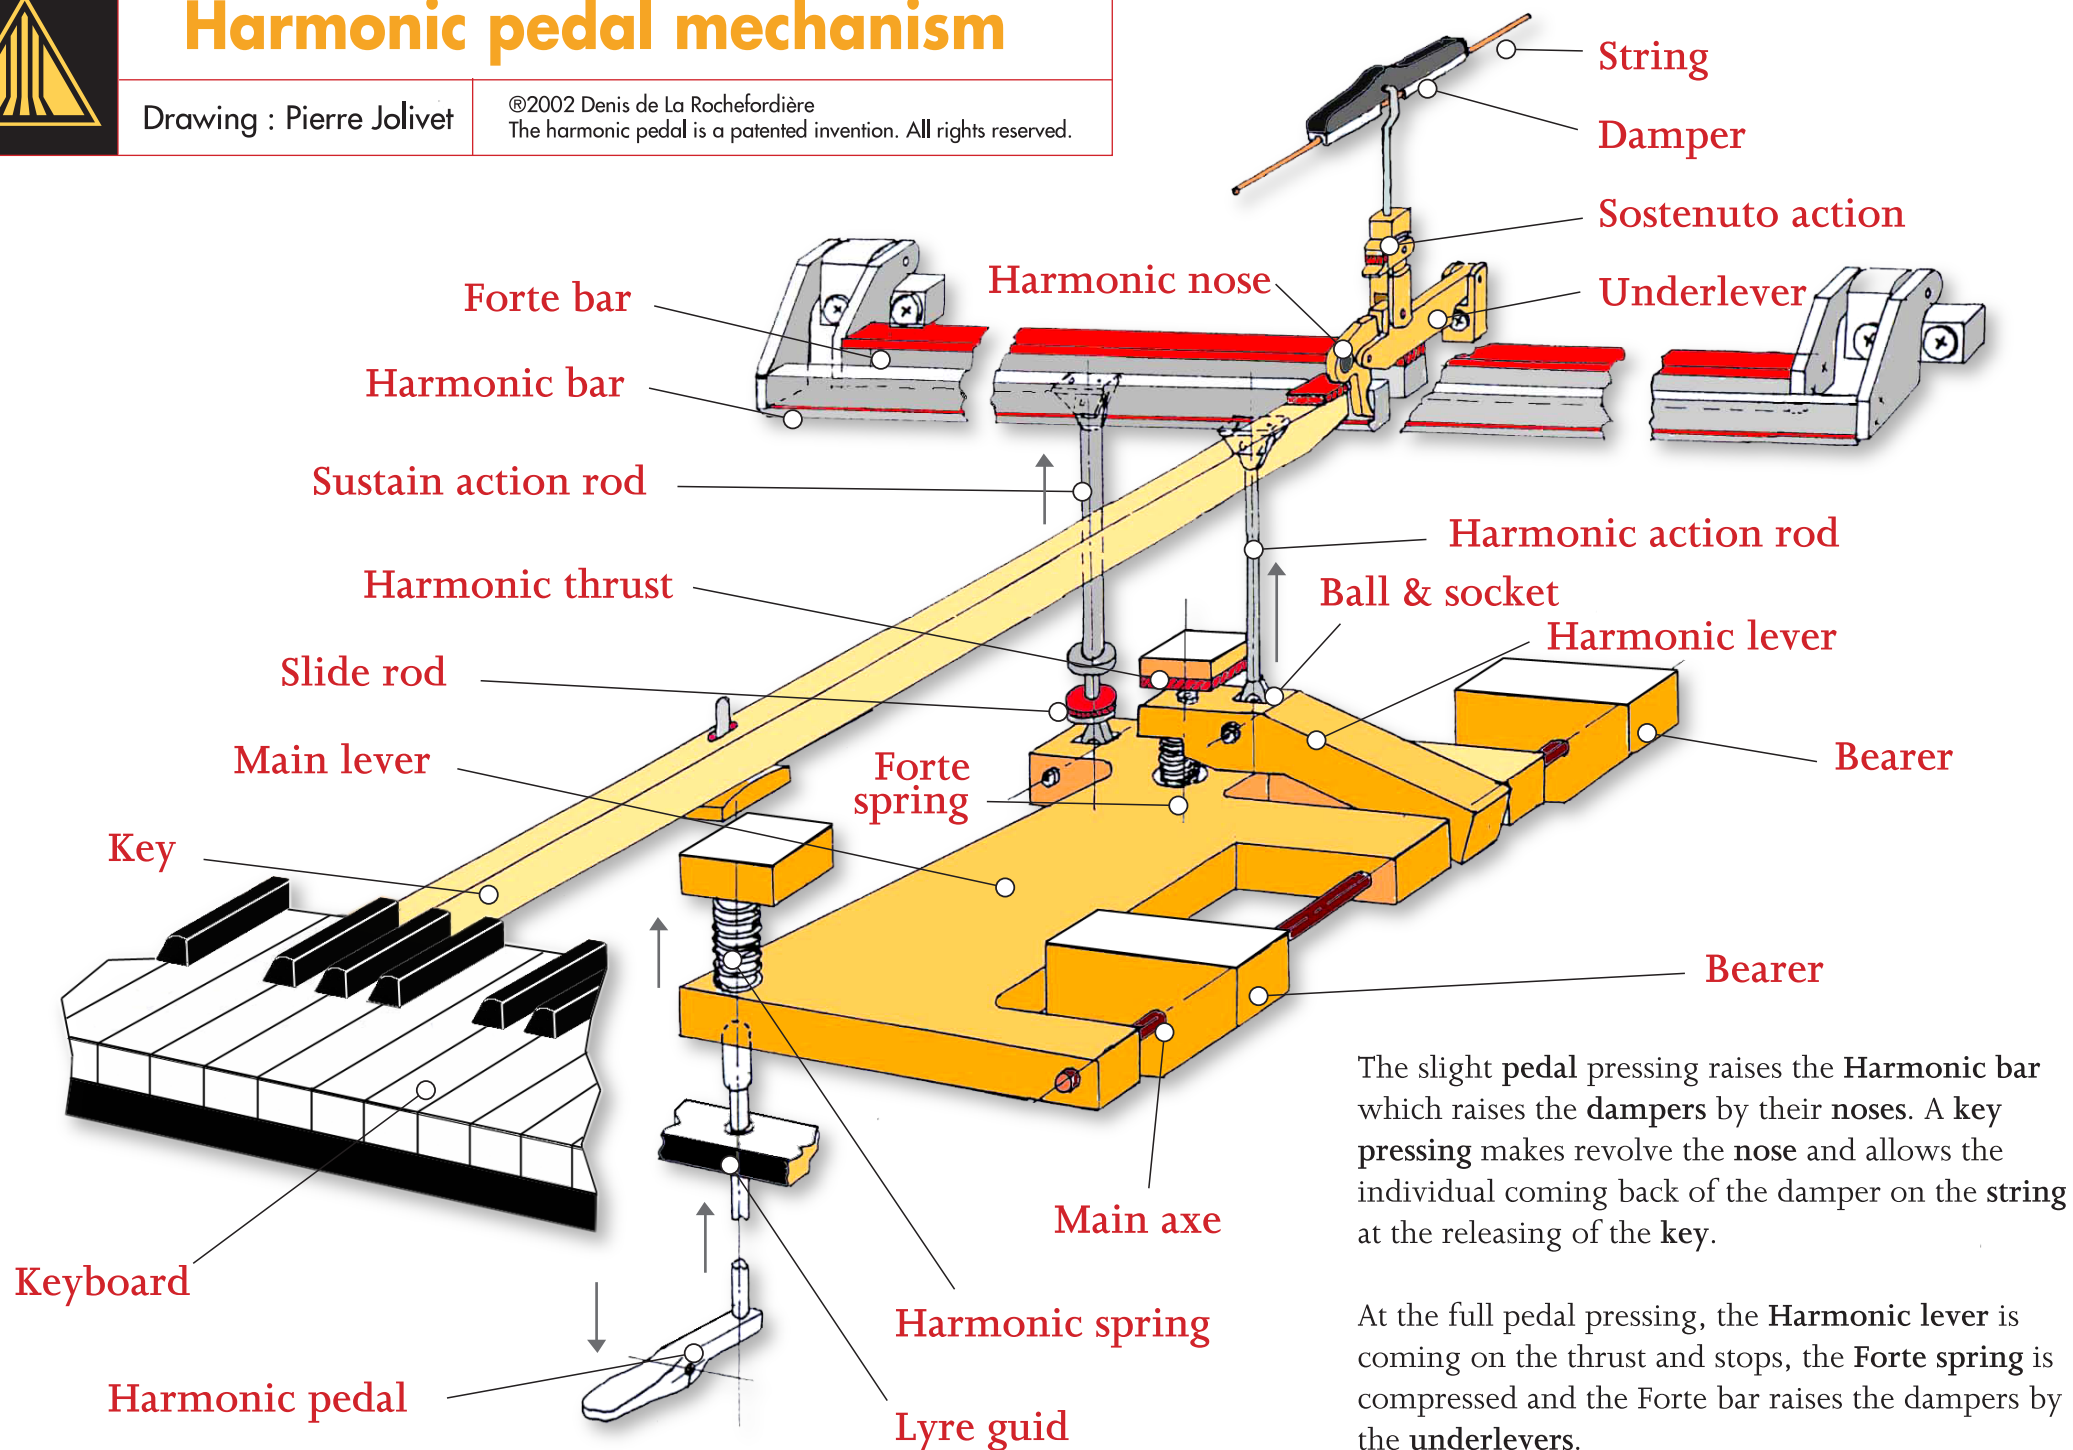 Harmonic pedal mechanism
Drawing : Pierre Jolivet
®2002 Denis de La Rochefordière
The harmonic pedal is a patented invention. All rights reserved.
String
Damper
Sostenuto action
Harmonic nose
Underlever
Forte bar
Harmonic bar
Sustain action rod
Harmonic action rod
Harmonic thrust
Ball & socket
Harmonic lever
Slide rod
Main lever
Forte
spring
Bearer
Key
Bearer
Main axe
Keyboard
Harmonic spring
Harmonic pedal
Lyre guid
The slight pedal pressing raises the Harmonic bar
which raises the dampers by their noses. A key
pressing makes revolve the nose and allows the
individual coming back of the damper on the string
at the releasing of the key.
At the full pedal pressing, the Harmonic lever is
coming on the thrust and stops, the Forte spring is
compressed and the Forte bar raises the dampers by
the underlevers.